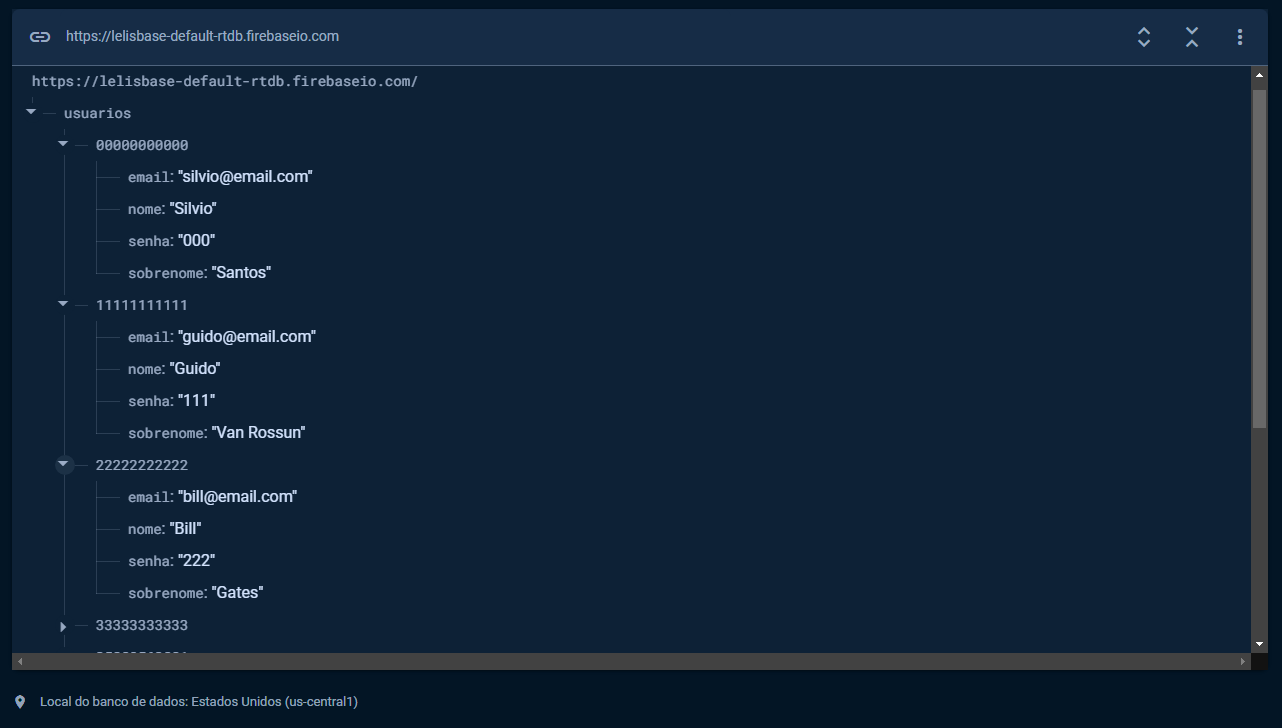 https://lelisbase-default-rtdb.firebaseio.com
https://lelisbase-default-rtdb.firebaseio.com/
usuarios
00000000000
email: "silvio@email.com"
nome: "Silvio"
senha: "000"
sobrenome: "Santos"
11111111111
email: "guido@email.com"
nome: "Guido"
senha: "111"
sobrenome: "Van Rossun"
22222222222
email: "bill@email.com"
nome: "Bill"
senha: "222"
sobrenome: "Gates"
33333333333
Local do banco de dados: Estados Unidos (us-central1)